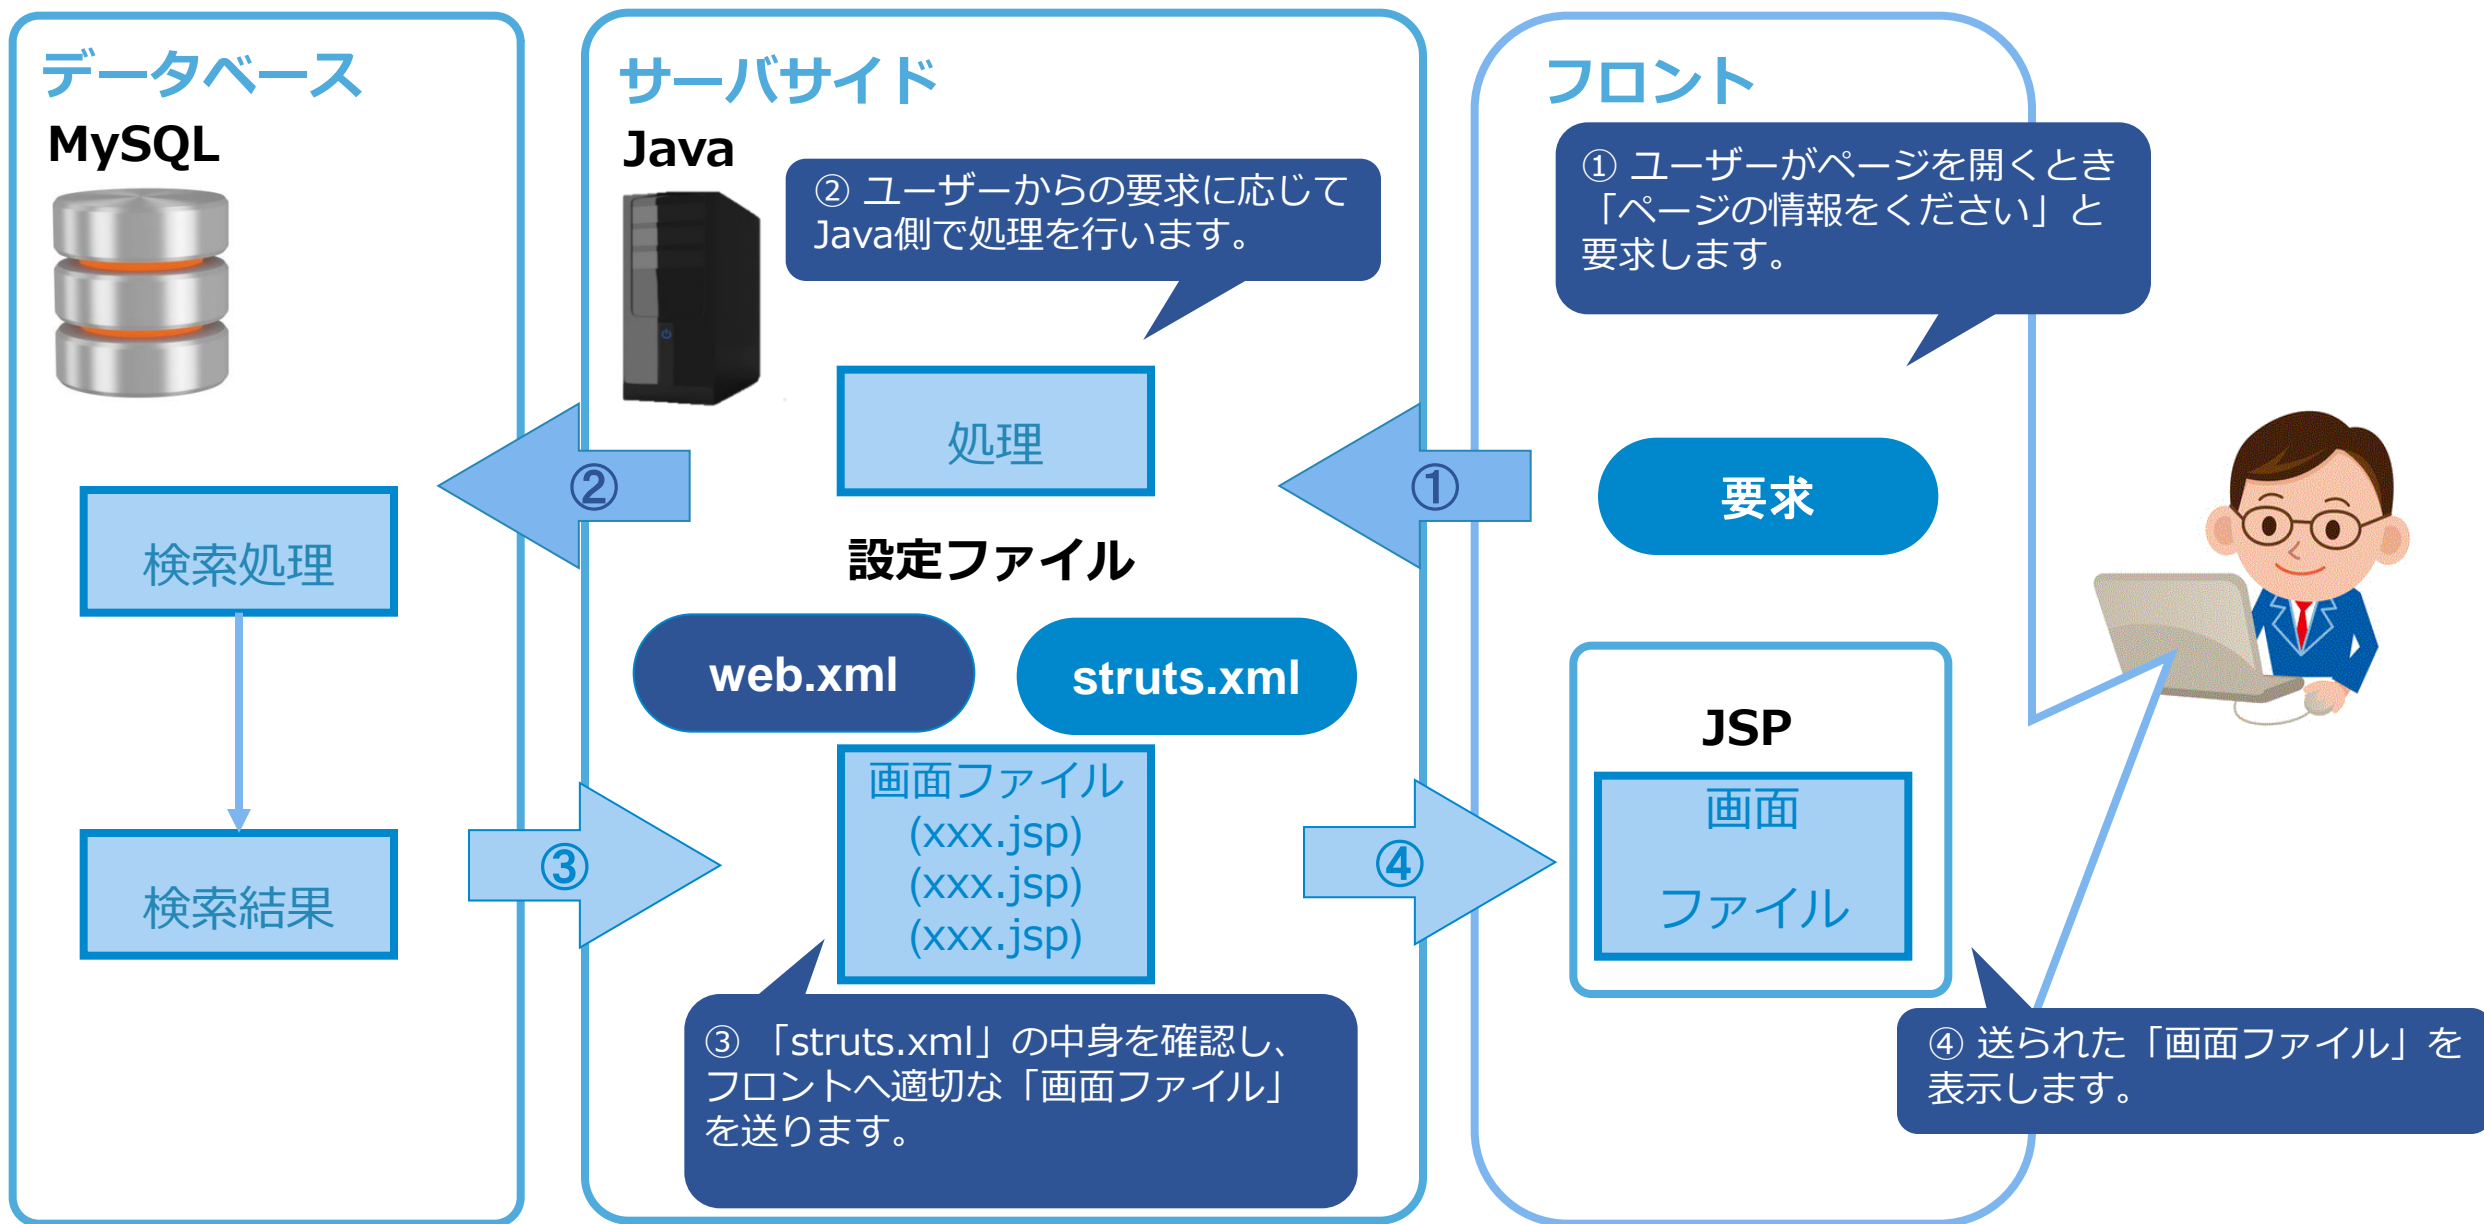 データベース
MySQL
②
検索処理
検索結果
③
サーバサイド
Java
② ユーザーからの要求に応じて
Java側で処理を行います。
処理
設定ファイル
web.xml
struts.xml
画面ファイル
(xxx.jsp)
(xxx.jsp)
(xxx.jsp)
③ 「struts.xml」の中身を確認し、
フロントへ適切な「画面ファイル」
を送ります。
①
④
フロント
① ユーザーがページを開くとき
「ページの情報をください」と
要求します。
要求
JSP
画面
ファイル
④ 送られた「画面ファイル」を
表示します。